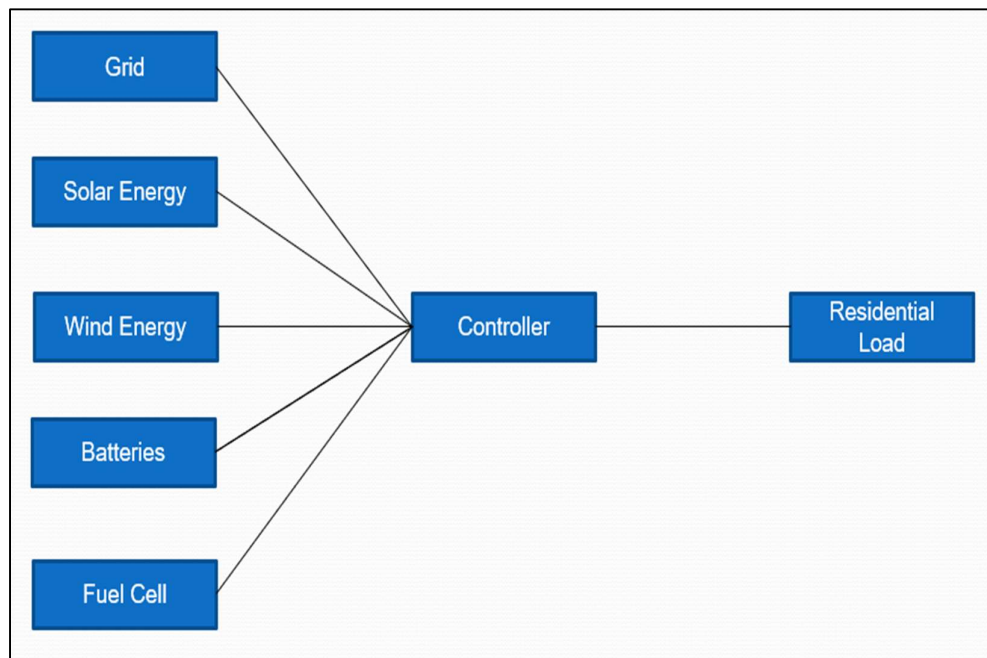 Grid
Solar Energy
Wind Energy
Batteries
Fuel Cell
Controller
Residential
Load